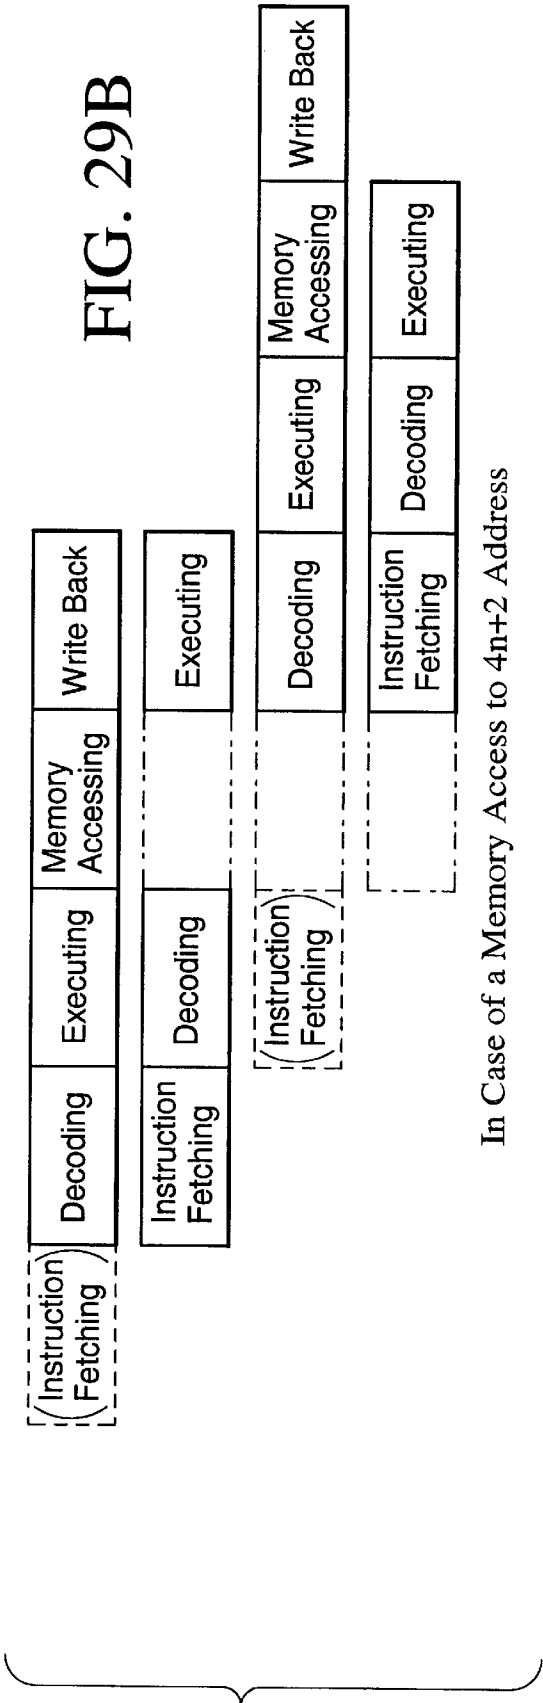 FIG. 29B
(Instruction
Fetching)
Decoding
Executing
Memory
Accessing
Write Back
Instruction
Fetching
Decoding
Executing
(Instruction
Fetching)
Decoding
Executing
Memory
Accessing
Write Back
Instruction
Fetching
Decoding
Executing
In Case of a Memory Access to 4n+2 Address